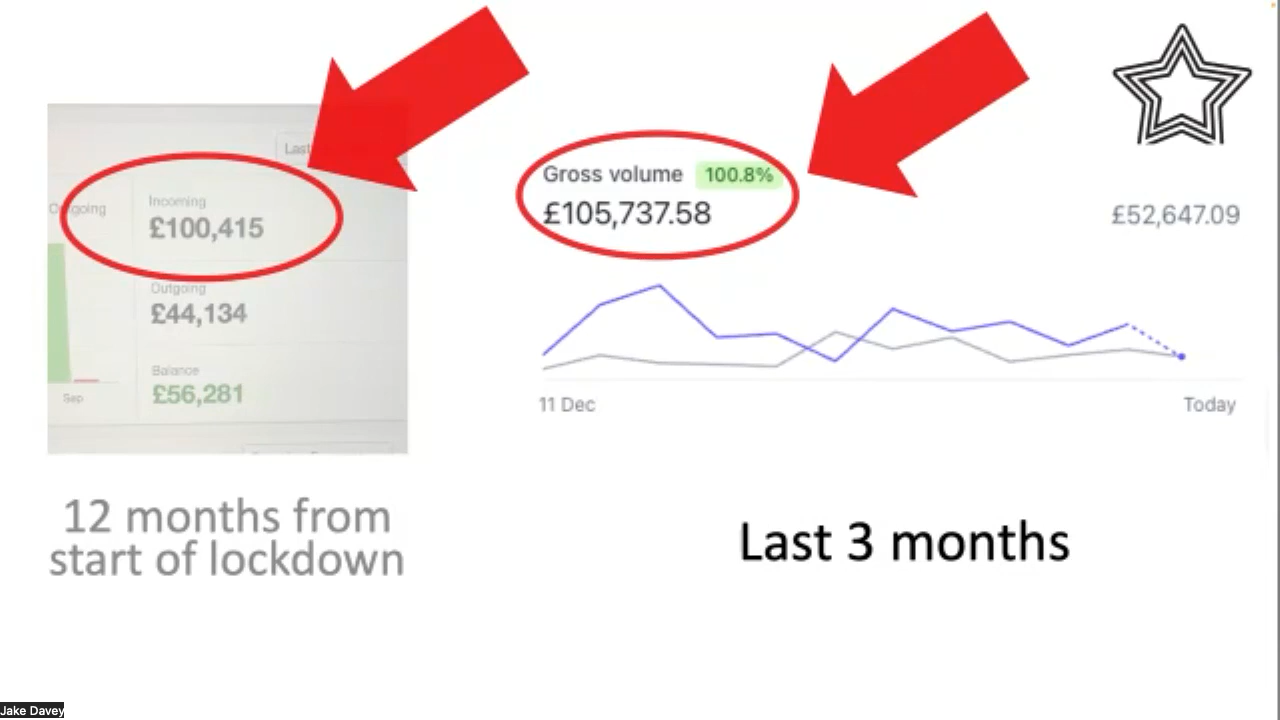 Last
Outgoing
Incoming
£100,415
Outgoing
£44,134
Balance
£56,281
Sep
12 months from
start of lockdown
Gross volume 100.8%
£105,737.58
£52,647.09
11 Dec
Today
Last 3 months
Jake Davey